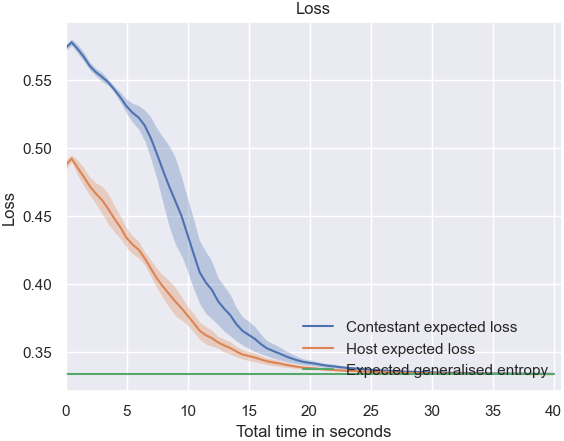 Loss
Loss
0.55
0.50
0.45
0.40
0.35
Contestant expected loss
Host expected loss
Expected generalised entropy
0 5 10 15 20 25 30 35 40
Total time in seconds